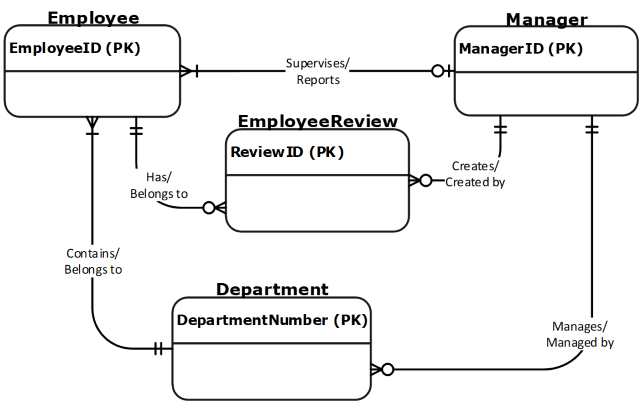 Employee
EmployeeID (PK)
Manager
ManagerID (PK)
Supervises/
Reports
EmployeeReview
ReviewID (PK)
Creates/
Created by
Has/
Belongs to
Contains/
Belongs to
Department
DepartmentNumber (PK)
Manages/
Managed by